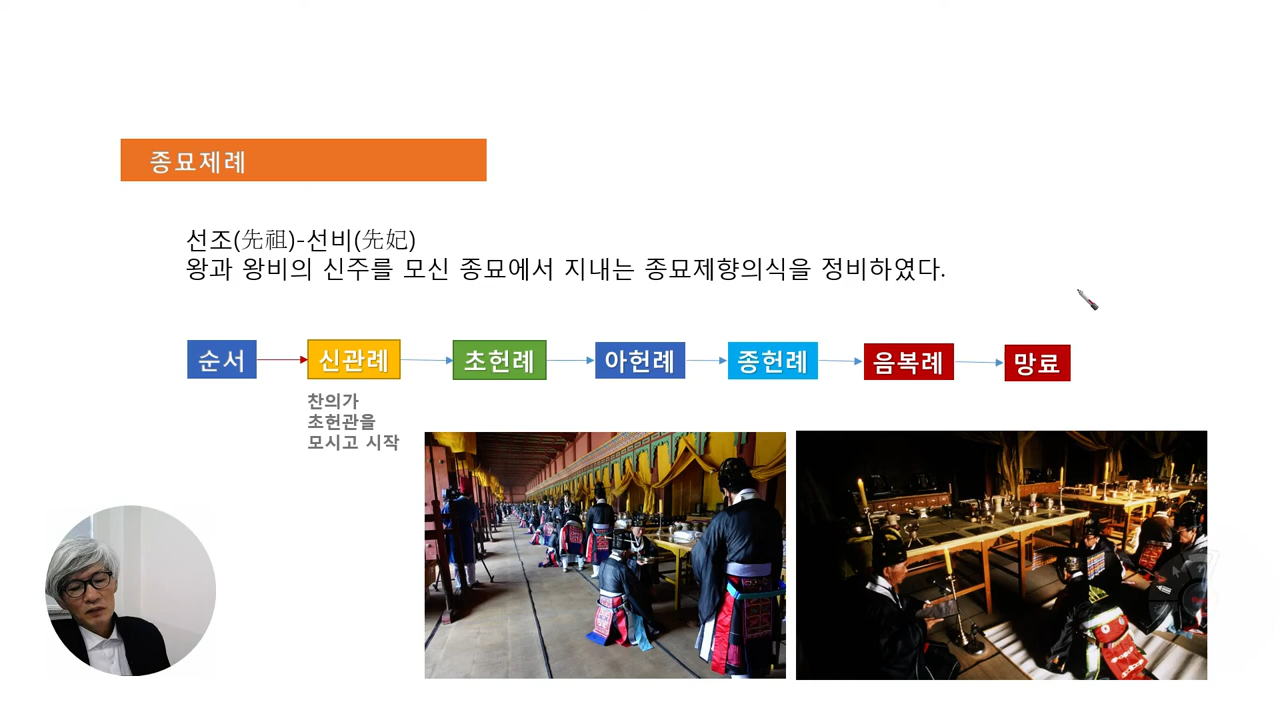 종묘제례
선조(先祖)-선비(先妃)
왕과 왕비의 신주를 모신 종묘에서 지내는 종묘제향의식을 정비하였다.
순서
신관례
초헌례
아헌례
종헌례
음복례
망료
찬의가
초헌관을
모시고 시작